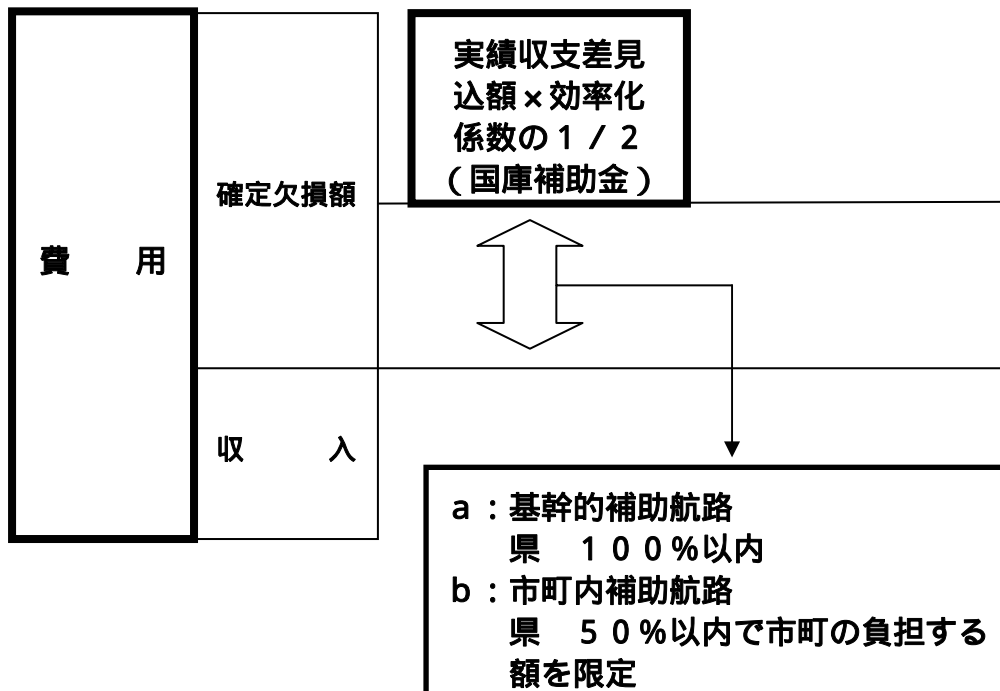 実績収支差見
込額×効率化
係数の1/2
(国庫補助金)
確定欠損額
費 用
収 入
a:基幹的補助航路
県 100%以内
b:市町内補助航路
県 50%以内で市町の負担する
額を限定